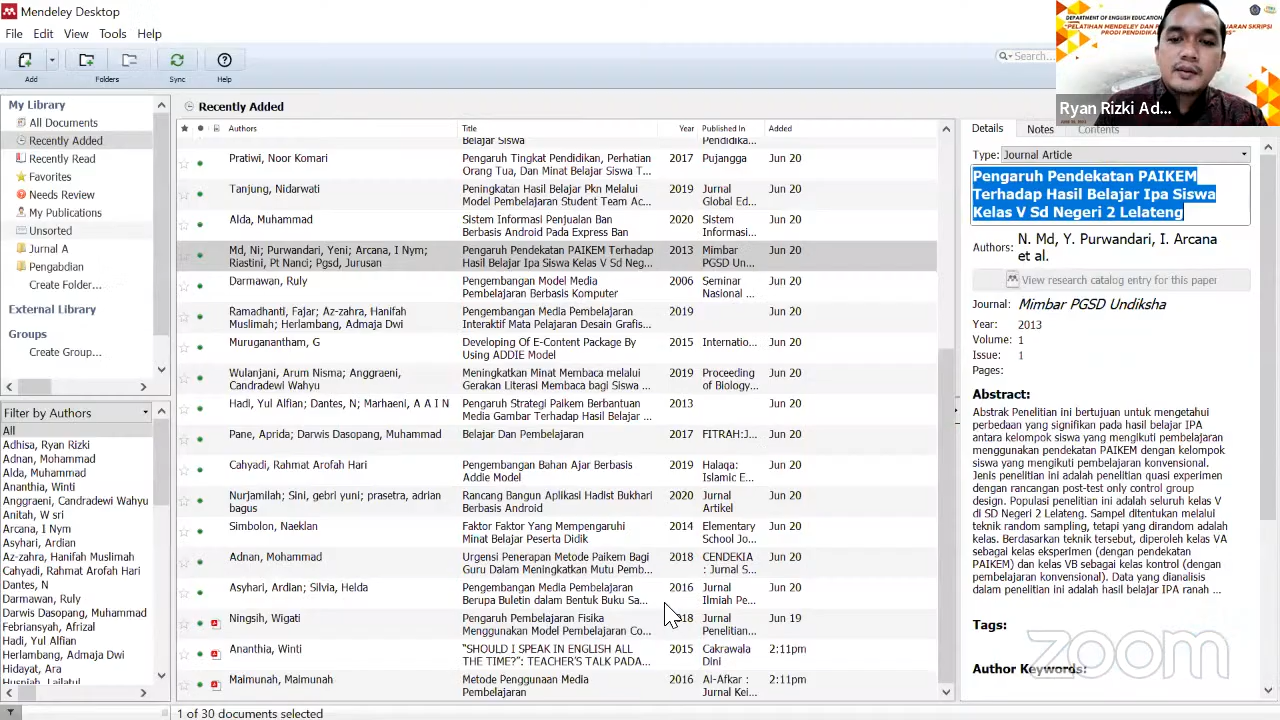 Mendeley Desktop
File Edit View Tools Help
Add Folders Sync Help
Search...
DEPARTMENT OF ENGLISH EDUCATION
"PELATIHAN MENDELEY DAN
Ryan Rizki Ad...
My Library
All Documents
Recently Added
Recently Read
Favorites
Needs Review
My Publications
Unsorted
Jurnal A
Pengabdian
Create Folder...
External Library
Groups
Create Group...
Filter by Authors
All
Adhisa, Ryan Rizki
Adnan, Mohammad
Alda, Muhammad
Ananthia, Winti
Anggraeni, Candradewi Wahyu
Anitah, W sri
Arcana, I Nym
Asyhari, Ardian
Az-zahra, Hanifah Muslimah
Cahyadi, Rahmat Arofah Hari
Dantes, N
Darmawan, Ruly
Darwis Dasopang, Muhammad
Febriansyah, Afrizal
Hadi, Yul Alfian
Herlambang, Admaja Dwi
Hidayat, Ara
Recently Added
Authors Title Year Published In Added
Belajar Siswa
Pratiwi, Noor Komari Pengaruh Tingkat Pendidikan, Perhatian 2017 Pujangga Jun 20
Orang Tua, Dan Minat Belajar Siswa T...
Tanjung, Nidarwati Peningkatan Hasil Belajar Pkn Melalui 2019 Jurnal Jun 20
Model Pembelajaran Student Team Ac... Global Ed...
Alda, Muhammad Sistem Informasi Penjualan Ban 2020 Sistem Jun 20
Berbasis Android Pada Express Ban Informasi...
Md, Ni; Purwandari, Yeni; Arcana, I Nym; Pengaruh Pendekatan PAIKEM Terhadap 2013 Mimbar Jun 20
Riastini, Pt Nanci; Pgsd, Jurusan Hasil Belajar Ipa Siswa Kelas V Sd Neg... PGSD Un...
Darmawan, Ruly Pengembangan Model Media 2006 Seminar Jun 20
Pembelajaran Berbasis Komputer Nasional ...
Ramadhanti, Fajar; Az-zahra, Hanifah Pengembangan Media Pembelajaran 2019 Jun 20
Muslimah; Herlambang, Admaja Dwi Interaktif Mata Pelajaran Desain Grafis...
Muruganantham, G Developing Of E-Content Package By 2015 Internatio... Jun 20
Using ADDIE Model
Wulanjani, Arum Nisma; Anggraeni, Meningkatkan Minat Membaca melalui 2019 Proceeding Jun 20
Candradewi Wahyu Gerakan Literasi Membaca bagi Siswa ... of Biology...
Hadi, Yul Alfian; Dantes, N; Marhaeni, A A I N Pengaruh Strategi Paikem Berbantuan 2013 Jun 20
Media Gambar Terhadap Hasil Belajar ...
Pane, Aprida; Darwis Dasopang, Muhammad Belajar Dan Pembelajaran 2017 FITRAH:J... Jun 20
Cahyadi, Rahmat Arofah Hari Pengembangan Bahan Ajar Berbasis 2019 Halaqa: Jun 20
Addie Model Islamic E...
Nurjamilah; Sini, gebri yuni; prasetra, adrian Rancang Bangun Aplikasi Hadist Bukhari 2020 Jurnal Jun 20
bagus Berbasis Android Artikel
Simbolon, Naeklan Faktor Faktor Yang Mempengaruhi 2014 Elementary Jun 20
Minat Belajar Peserta Didik School Jo...
Adnan, Mohammad Urgensi Penerapan Metode Paikem Bagi 2018 CENDEKIA Jun 20
Guru Dalam Meningkatkan Mutu Pemb... : Jurnal S...
Asyhari, Ardian; Silvia, Helda Pengembangan Media Pembelajaran 2016 Jurnal Jun 20
Berupa Buletin dalam Bentuk Buku Sa... Ilmiah Pe...
Ningsih, Wigati Pengaruh Pembelajaran Fisika 18 Jurnal Jun 19
Menggunakan Model Pembelajaran Co... Penelitian...
Ananthia, Winti "SHOULD I SPEAK IN ENGLISH ALL 2015 Cakrawala 2:11pm
THE TIME?": TEACHER'S TALK PADA... Dini
Maimunah, Maimunah Metode Penggunaan Media 2016 Al-Afkar : 2:11pm
Pembelajaran Jurnal Kei...
Details Notes Contents
Type: Journal Article
Pengaruh Pendekatan PAIKEM
Terhadap Hasil Belajar Ipa Siswa
Kelas V Sd Negeri 2 Lelateng
Authors: N. Md, Y. Purwandari, I. Arcana
et al.
View research catalog entry for this paper
Journal: Mimbar PGSD Undiksha
Year: 2013
Volume: 1
Issue: 1
Pages:
Abstract:
Abstrak Penelitian ini bertujuan untuk mengetahui
perbedaan yang signifikan pada hasil belajar IPA
antara kelompok siswa yang mengikuti pembelajaran
menggunakan pendekatan PAIKEM dengan kelompok
siswa yang mengikuti pembelajaran konvensional.
Jenis penelitian ini adalah penelitian quasi experimen
dengan rancangan post-test only control group
design. Populasi penelitian ini adalah seluruh kelas V
di SD Negeri 2 Lelateng. Sampel ditentukan melalui
teknik random sampling, tetapi yang dirandom adalah
kelas. Berdasarkan teknik tersebut, diperoleh kelas VA
sebagai kelas eksperimen (dengan pendekatan
PAIKEM) dan kelas VB sebagai kelas kontrol (dengan
pembelajaran konvensional). Data yang dianalisis
dalam penelitian ini adalah hasil belajar IPA ranah ...
Tags:
Author Keywords:
zoom
1 of 30 documents selected